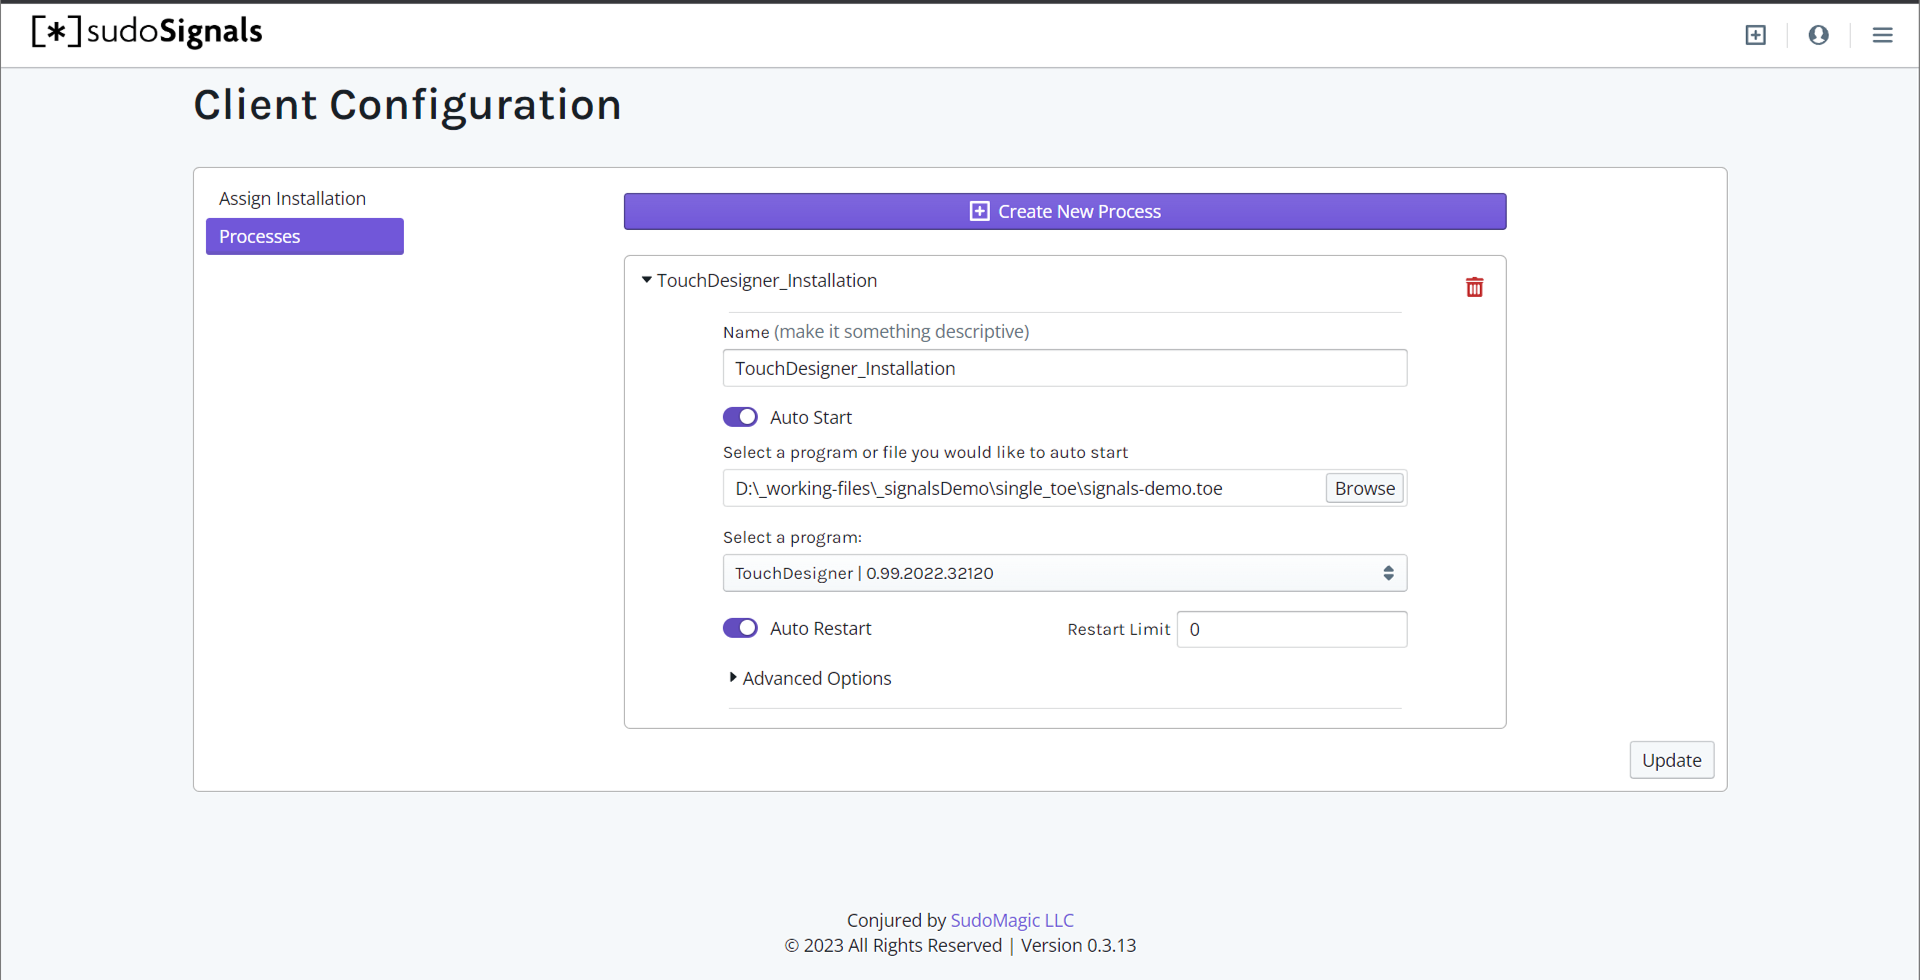 [*]sudoSignals
Client Configuration
Assign Installation
Processes
Create New Process
TouchDesigner_Installation
Name (make it something descriptive)
TouchDesigner_Installation
Auto Start
Select a program or file you would like to auto start
D:\_working-files\_signalsDemo\single_toe\signals-demo.toe
Browse
Select a program:
TouchDesigner | 0.99.2022.32120
Auto Restart
Restart Limit 0
Advanced Options
Update
Conjured by SudoMagic LLC
© 2023 All Rights Reserved | Version 0.3.13